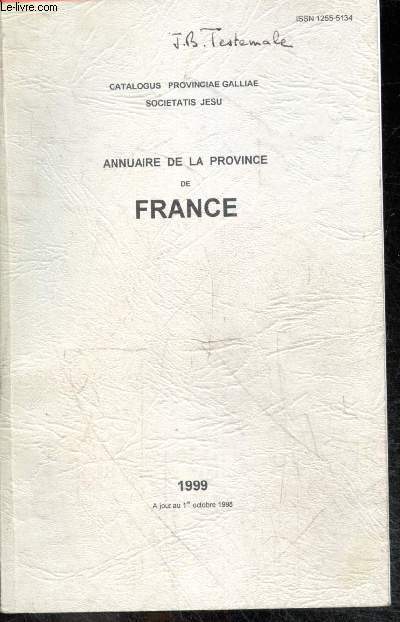 Le-livre.com
ISSN 1255-5134
J.B. Testemale
CATALOGUS PROVINCIAE GALLIAE
SOCIETATIS JESU
ANNUAIRE DE LA PROVINCE
DE
FRANCE
1999
A jour au 1er octobre 1998